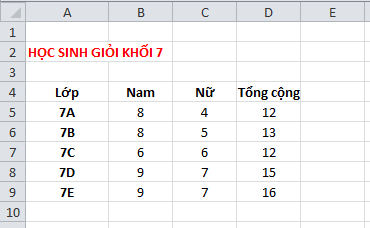 A B C D E
1
2 HỌC SINH GIỎI KHỐI 7
3
4 Lớp Nam Nữ Tổng cộng
5 7A 8 4 12
6 7B 8 5 13
7 7C 6 6 12
8 7D 9 7 15
9 7E 9 7 16
10